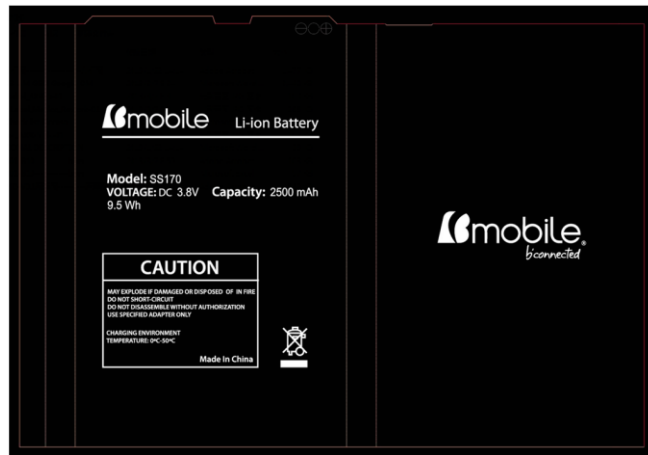 Bmobile Li-ion Battery
Model: SS170
VOLTAGE: DC 3.8V Capacity: 2500 mAh
9.5 Wh
CAUTION
MAY EXPLODE IF DAMAGED OR DISPOSED OF IN FIRE
DO NOT SHORT-CIRCUIT
DO NOT DISASSEMBLE WITHOUT AUTHORIZATION
USE SPECIFIED ADAPTER ONLY
CHARGING ENVIRONMENT
TEMPERATURE: 0ºC-50ºC
Made In China
Bmobile®
b'connected